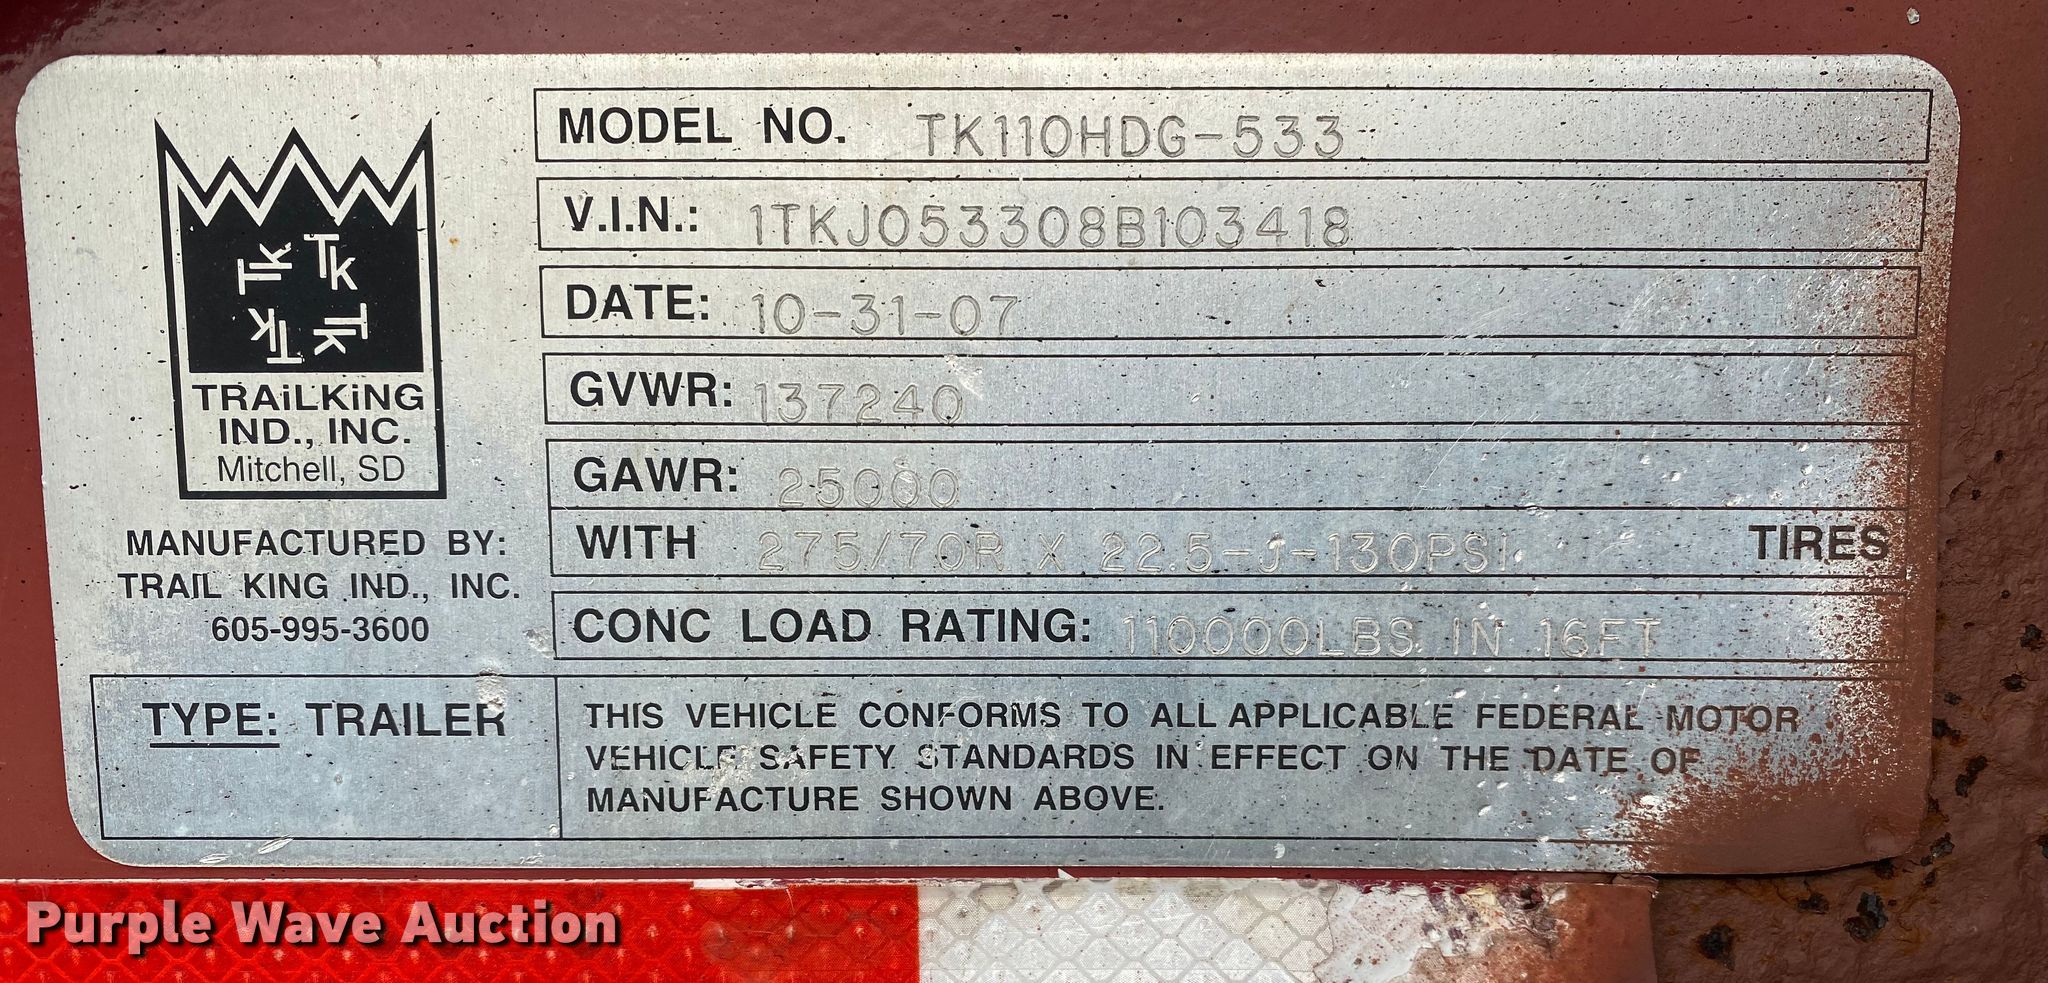 MODEL NO. TK110HDG-533
V.I.N.: 1TKJ053308B103418
DATE: 10-31-07
GVWR: 137240
GAWR: 25000
WITH 275/70R X 22.5-J-130PSI TIRES
CONC LOAD RATING: 110000LBS IN 16FT
TK TK
TK TK
TRAiLKiNG
IND., INC.
Mitchell, SD
MANUFACTURED BY:
TRAIL KING IND., INC.
605-995-3600
TYPE: TRAILER
THIS VEHICLE CONFORMS TO ALL APPLICABLE FEDERAL MOTOR
VEHICLE SAFETY STANDARDS IN EFFECT ON THE DATE OF
MANUFACTURE SHOWN ABOVE.
Purple Wave Auction